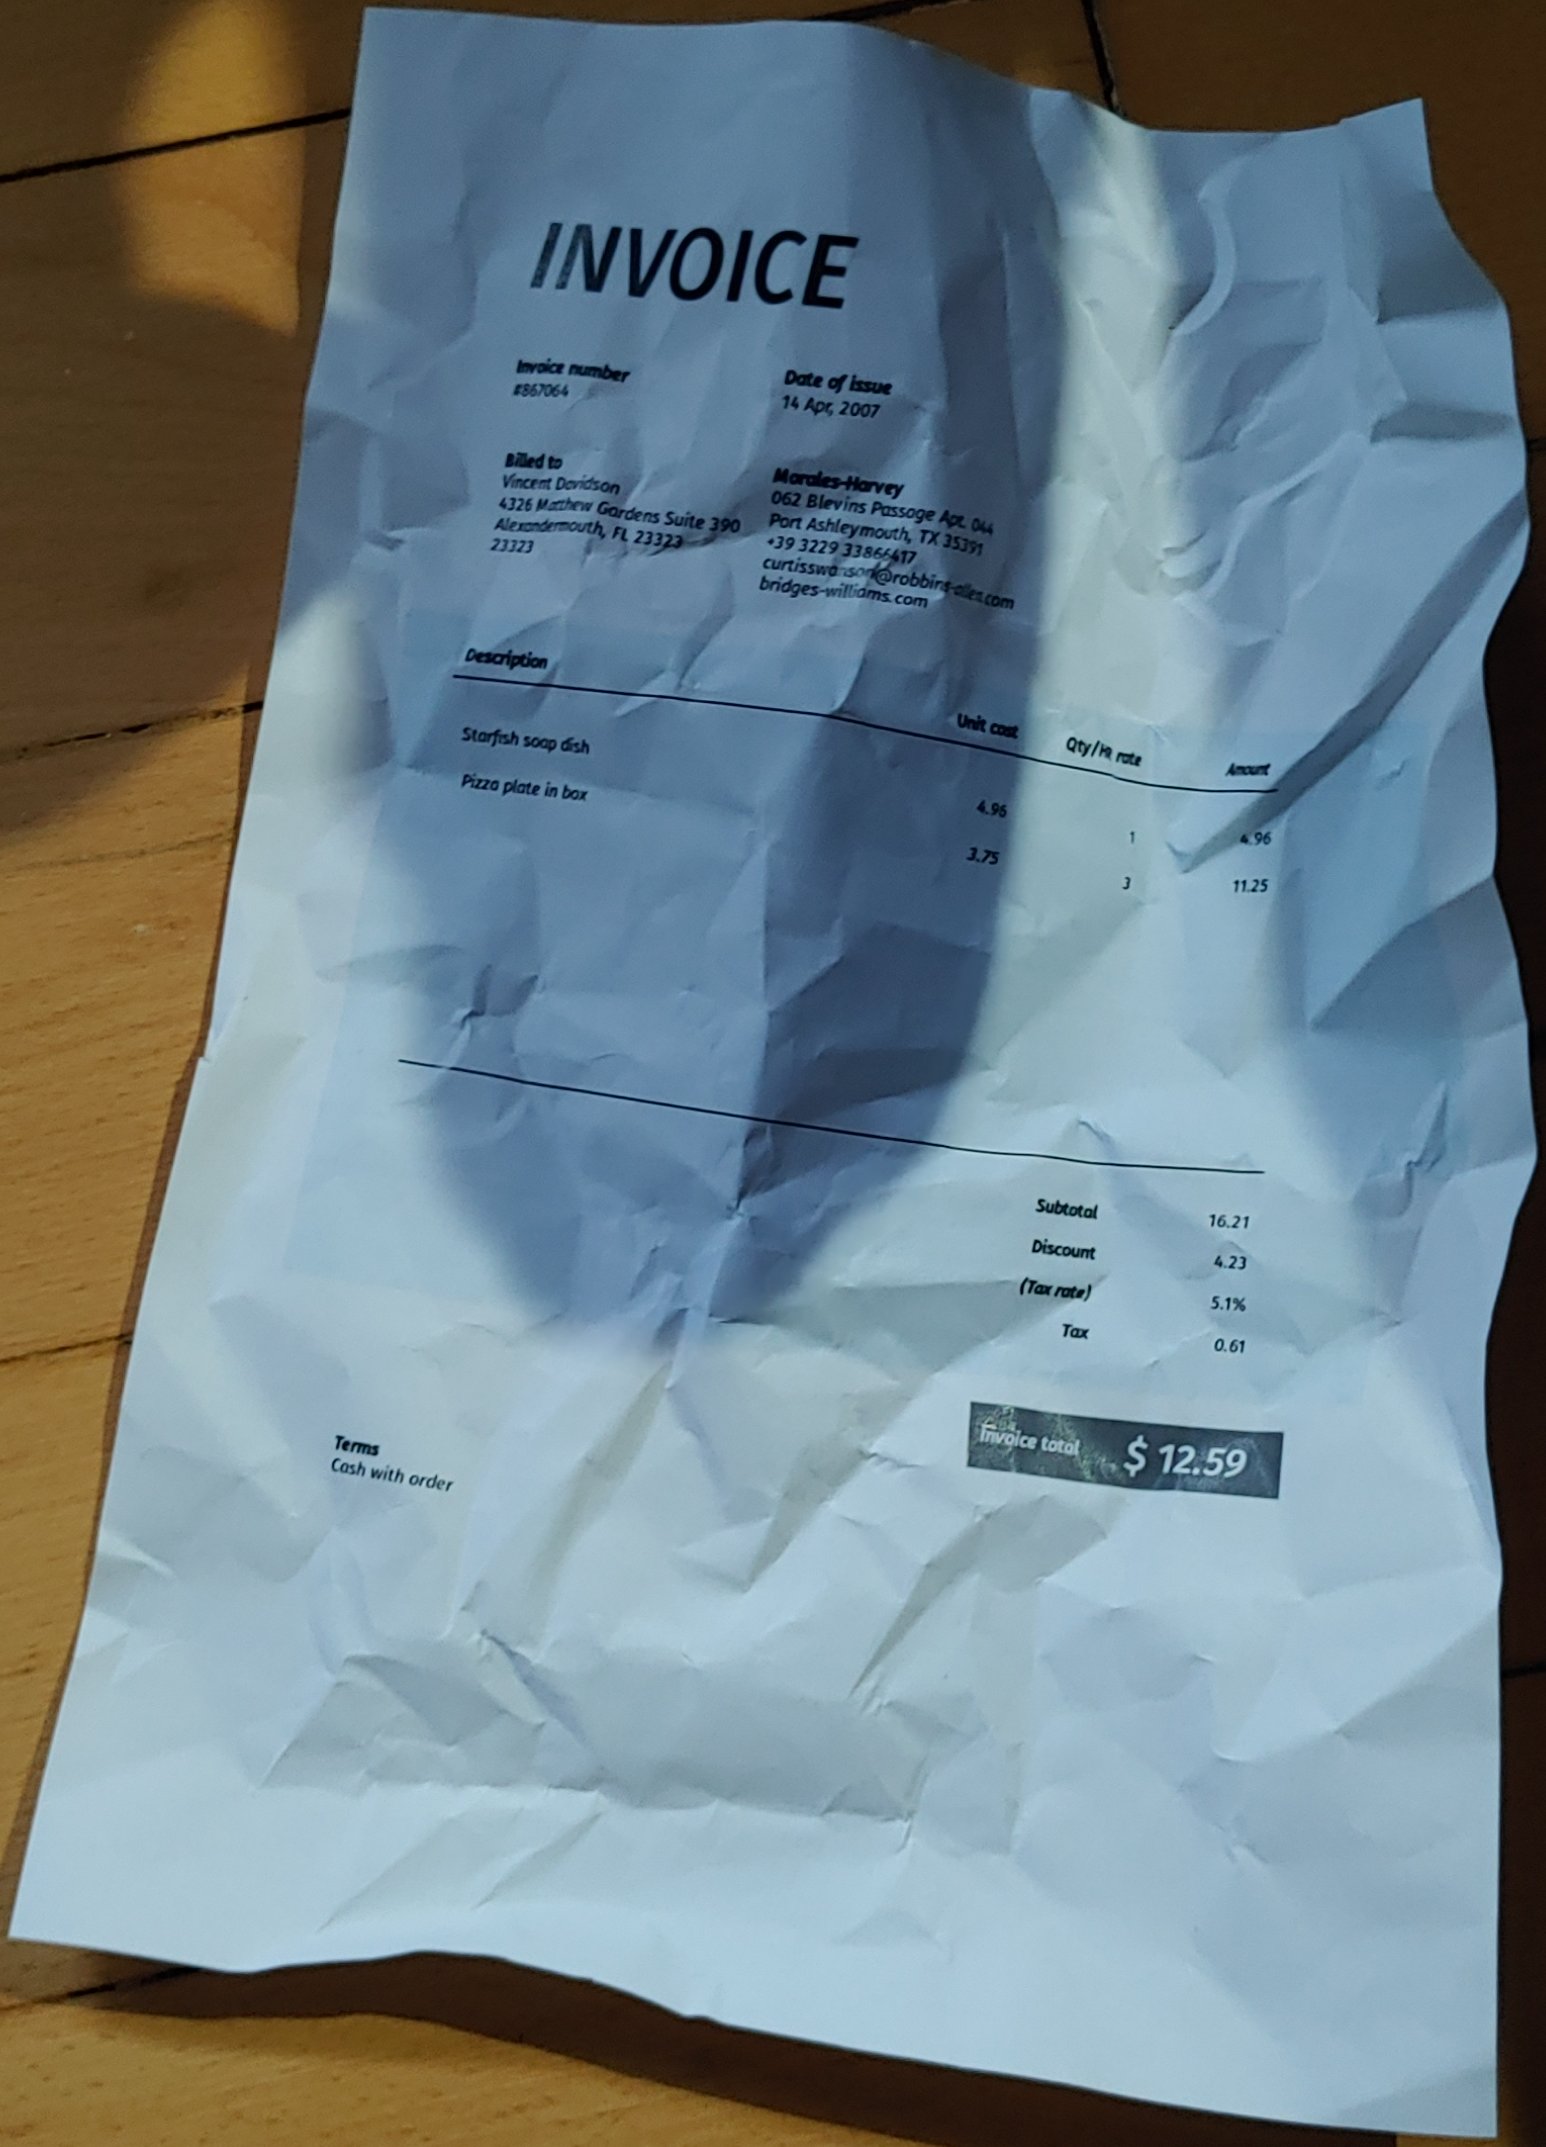 INVOICE
Invoice number
#867064
Date of issue
14 Apr, 2007
Billed to
Vincent Davidson
4326 Matthew Gardens Suite 390
Alexandermouth, FL 23323
23323
Morales-Harvey
062 Blevins Passage Apt. 044
Port Ashleymouth, TX 35391
+39 3229 33866417
curtisswanson@robbins-allen.com
bridges-williams.com
Description Unit cost Qty/HR rate Amount
Starfish soap dish 4.96 1 4.96
Pizza plate in box 3.75 3 11.25
Subtotal 16.21
Discount 4.23
(Tax rate) 5.1%
Tax 0.61
Invoice total $ 12.59
Terms
Cash with order